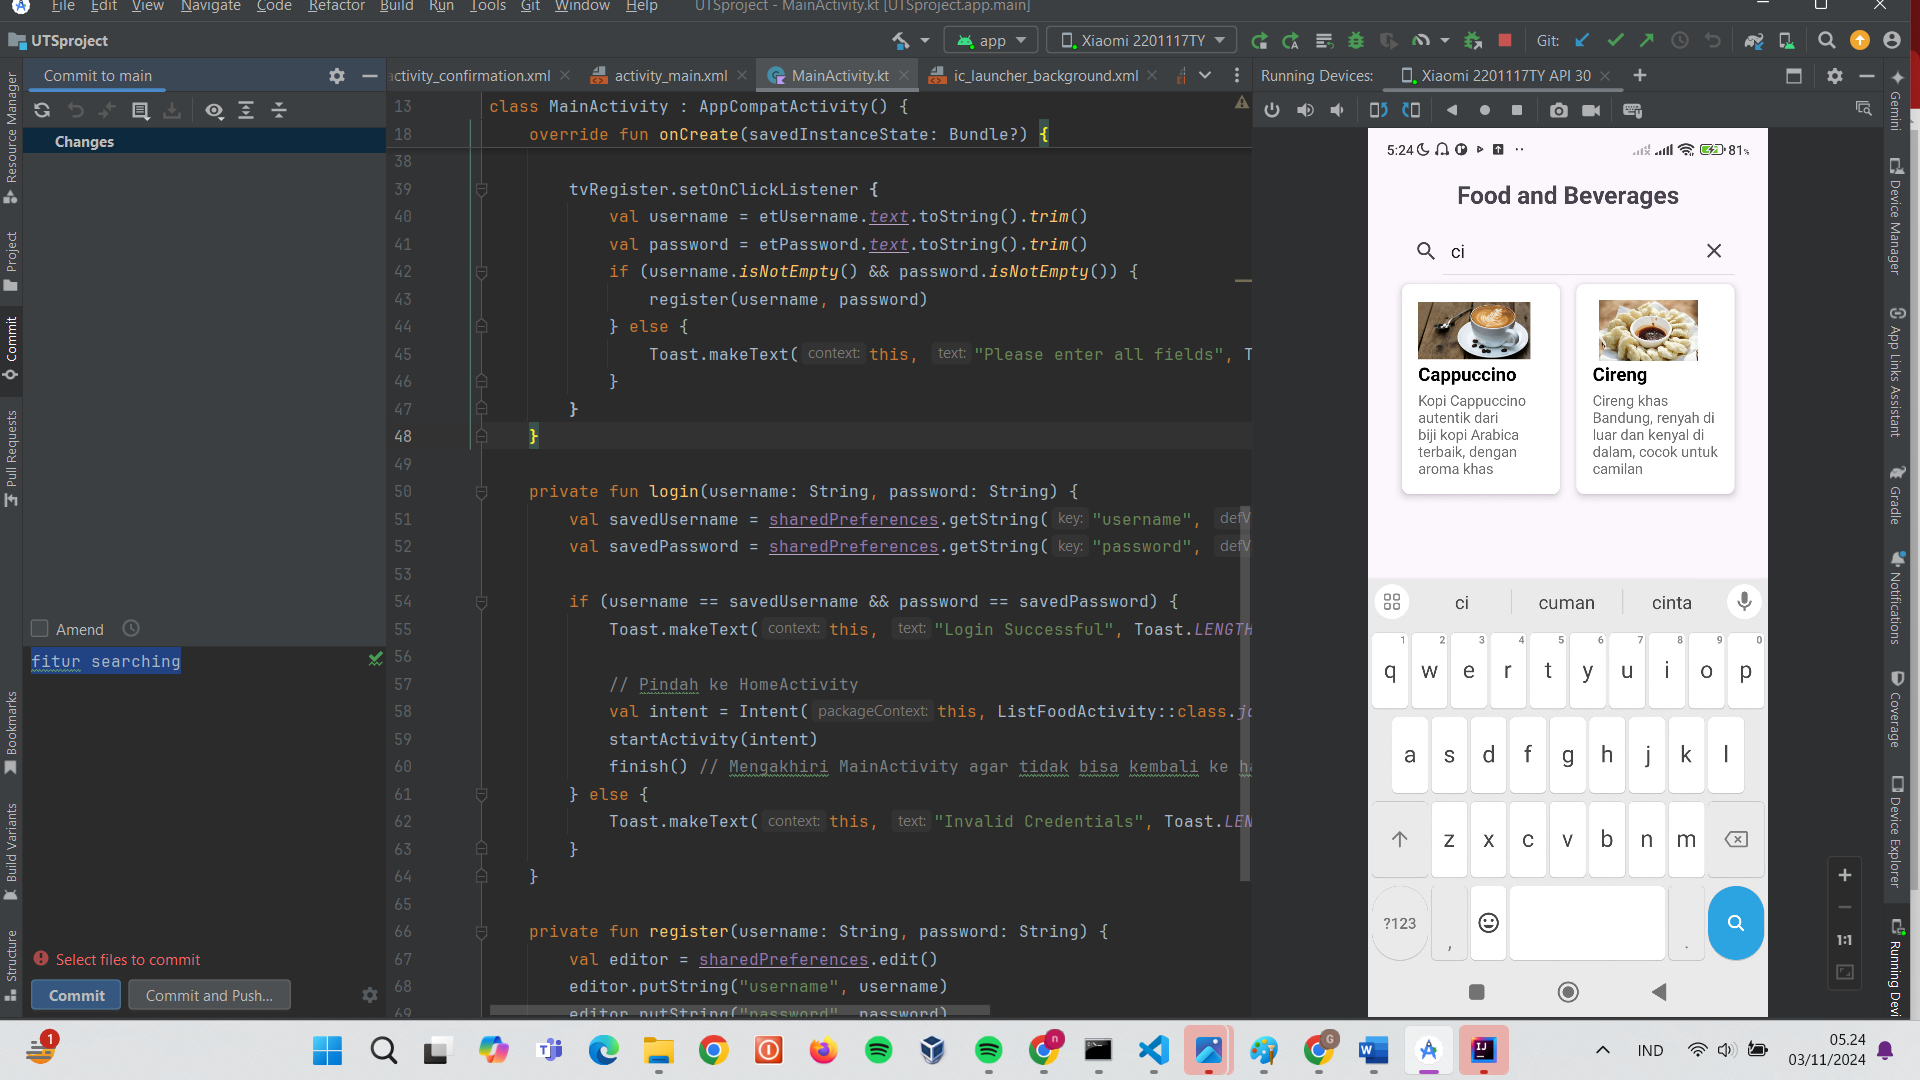 File Edit View Navigate Code Refactor Build Run Tools Git Window Help UTSproject - MainActivity.kt [UTSproject.app.main]
UTSproject app Xiaomi 2201117TY Git:
Commit to main
activity_confirmation.xml activity_main.xml MainActivity.kt ic_launcher_background.xml
Running Devices: Xiaomi 2201117TY API 30
Changes
Amend
fitur searching
Select files to commit
Commit Commit and Push...
Resource Manager
Project
Commit
Pull Requests
Bookmarks
Build Variants
Structure
13 class MainActivity : AppCompatActivity() {
18 override fun onCreate(savedInstanceState: Bundle?) {
38
39 tvRegister.setOnClickListener {
40 val username = etUsername.text.toString().trim()
41 val password = etPassword.text.toString().trim()
42 if (username.isNotEmpty() && password.isNotEmpty()) {
43 register(username, password)
44 } else {
45 Toast.makeText( context: this, text: "Please enter all fields", T
46 }
47 }
48 }
49
50 private fun login(username: String, password: String) {
51 val savedUsername = sharedPreferences.getString( key: "username", defV
52 val savedPassword = sharedPreferences.getString( key: "password", defV
53
54 if (username == savedUsername && password == savedPassword) {
55 Toast.makeText( context: this, text: "Login Successful", Toast.LENGTH
56
57 // Pindah ke HomeActivity
58 val intent = Intent( packageContext: this, ListFoodActivity::class.ja
59 startActivity(intent)
60 finish() // Mengakhiri MainActivity agar tidak bisa kembali ke ha
61 } else {
62 Toast.makeText( context: this, text: "Invalid Credentials", Toast.LEN
63 }
64 }
65
66 private fun register(username: String, password: String) {
67 val editor = sharedPreferences.edit()
68 editor.putString("username", username)
69 editor.putString("password", password)
5:24 81%
Food and Beverages
ci
Cappuccino
Kopi Cappuccino
autentik dari
biji kopi Arabica
terbaik, dengan
aroma khas
Cireng
Cireng khas
Bandung, renyah di
luar dan kenyal di
dalam, cocok untuk
camilan
ci cuman cinta
1 2 3 4 5 6 7 8 9 0
q w e r t y u i o p
a s d f g h j k l
z x c v b n m
?123 , .
1:1
Gemini
Device Manager
App Links Assistant
Gradle
Notifications
Coverage
Device Explorer
Running Devi
1
n
G
IND
05.24
03/11/2024